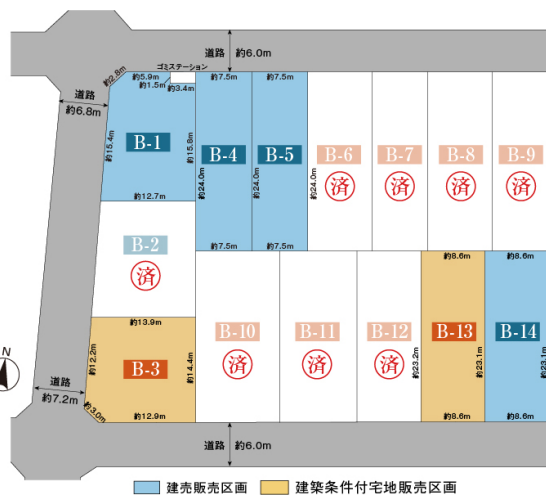 道路 約6.0m
ゴミステーション
約2.8m
約5.9m
約1.5m
約3.4m
約7.5m
約7.5m
道路
約6.8m
約15.4m
B-1
約15.8m
約12.7m
B-4
約24.0m
B-5
約24.0m
約24.0m
B-6
済
B-7
済
B-8
済
B-9
済
約7.5m
約7.5m
B-2
済
約13.9m
約12.2m
B-3
約14.4m
約12.9m
約3.0m
N
道路
約7.2m
B-10
済
B-11
済
B-12
済
約23.2m
約8.6m
B-13
約23.1m
約8.6m
約8.6m
B-14
約23.1m
約8.6m
道路 約6.0m
建売販売区画
建築条件付宅地販売区画